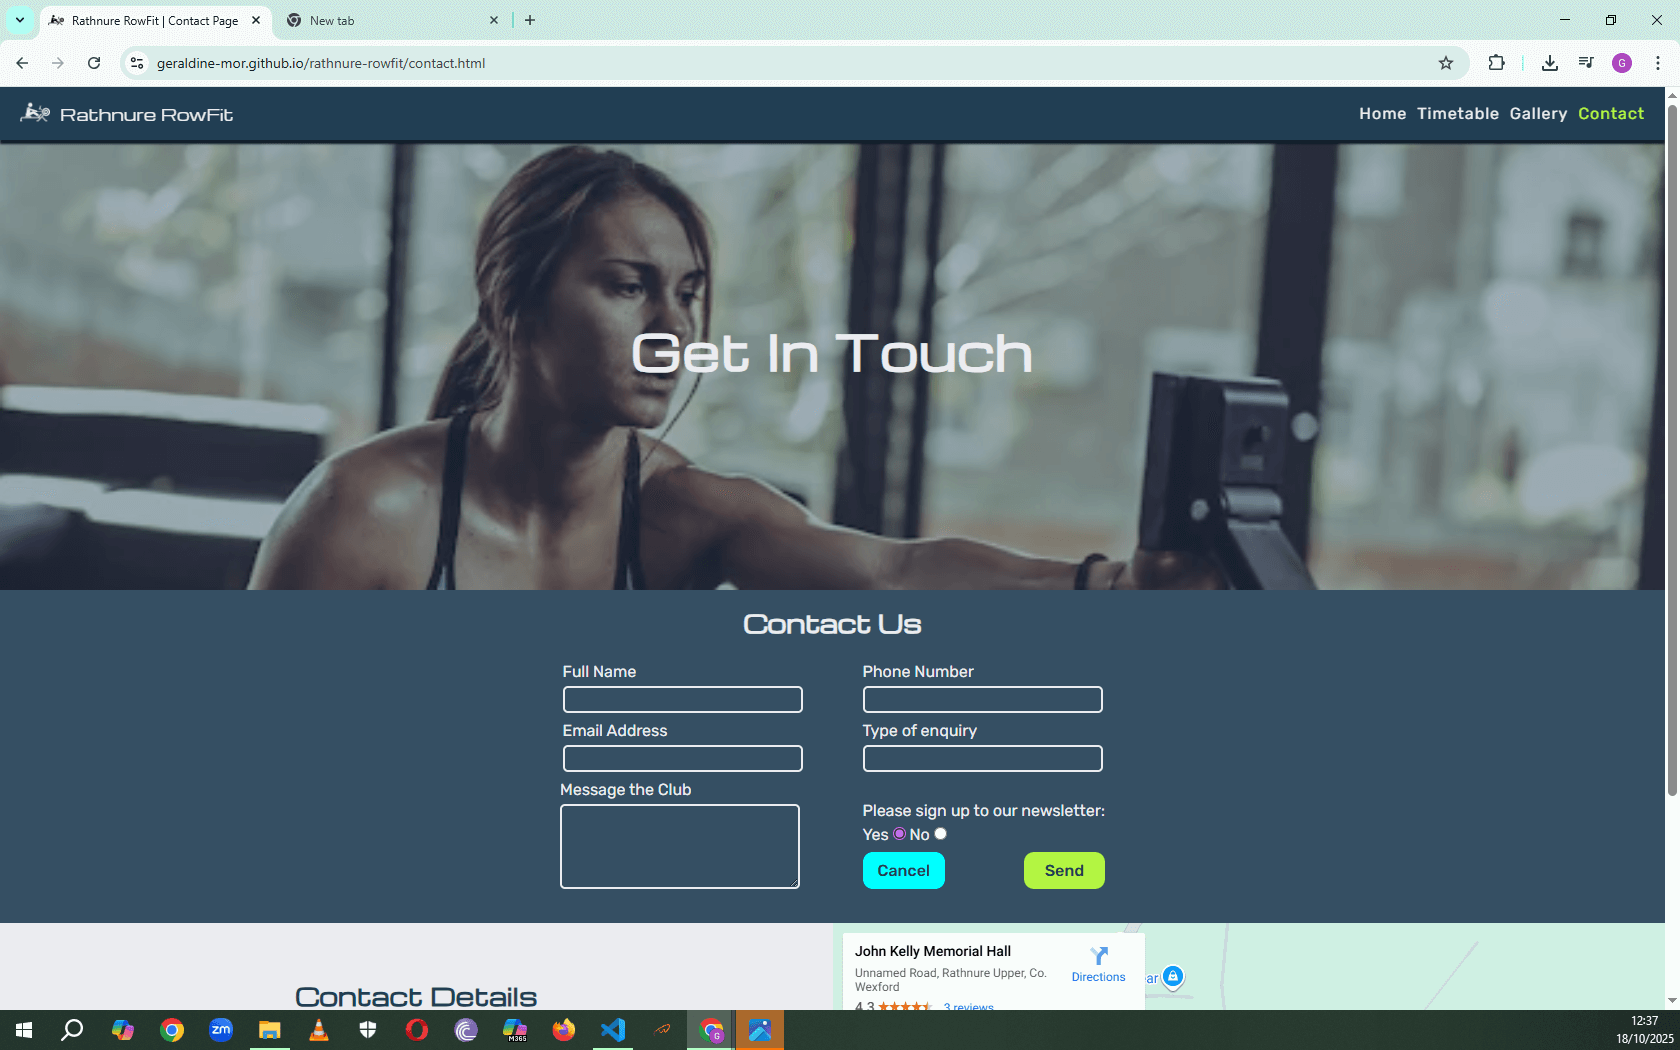 Rathnure RowFit | Contact Page
New tab
geraldine-mor.github.io/rathnure-rowfit/contact.html
G
Rathnure RowFit
Home Timetable Gallery Contact
Get In Touch
Contact Us
Full Name
Phone Number
Email Address
Type of enquiry
Message the Club
Please sign up to our newsletter:
Yes No
Cancel Send
Contact Details
John Kelly Memorial Hall
Unnamed Road, Rathnure Upper, Co.
Wexford
Directions
4.3 3 reviews
ar
zm
M365
G
12:37
18/10/2025